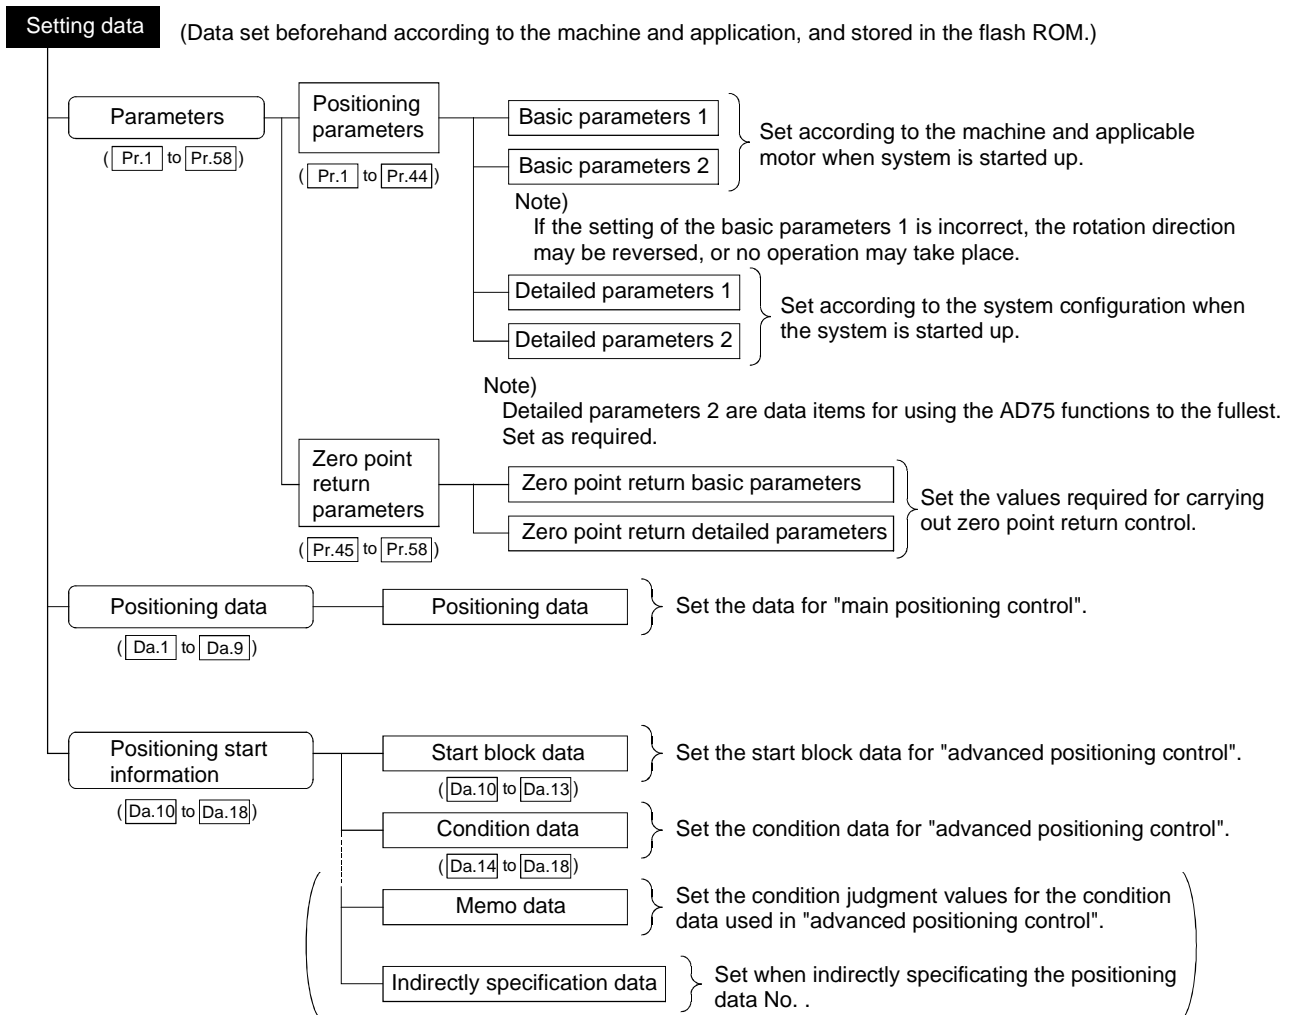 Setting data
(Data set beforehand according to the machine and application, and stored in the flash ROM.)
Parameters
( Pr.1 to Pr.58 )
Positioning
parameters
( Pr.1 to Pr.44 )
Basic parameters 1
Basic parameters 2
Set according to the machine and applicable
motor when system is started up.
Note)
If the setting of the basic parameters 1 is incorrect, the rotation direction
may be reversed, or no operation may take place.
Detailed parameters 1
Detailed parameters 2
Set according to the system configuration when
the system is started up.
Note)
Detailed parameters 2 are data items for using the AD75 functions to the fullest.
Set as required.
Zero point
return
parameters
( Pr.45 to Pr.58 )
Zero point return basic parameters
Zero point return detailed parameters
Set the values required for carrying
out zero point return control.
Positioning data
( Da.1 to Da.9 )
Positioning data
Set the data for "main positioning control".
Positioning start
information
( Da.10 to Da.18 )
Start block data
( Da.10 to Da.13 )
Set the start block data for "advanced positioning control".
Condition data
( Da.14 to Da.18 )
Set the condition data for "advanced positioning control".
Memo data
Set the condition judgment values for the condition
data used in "advanced positioning control".
Indirectly specification data
Set when indirectly specificating the positioning
data No. .